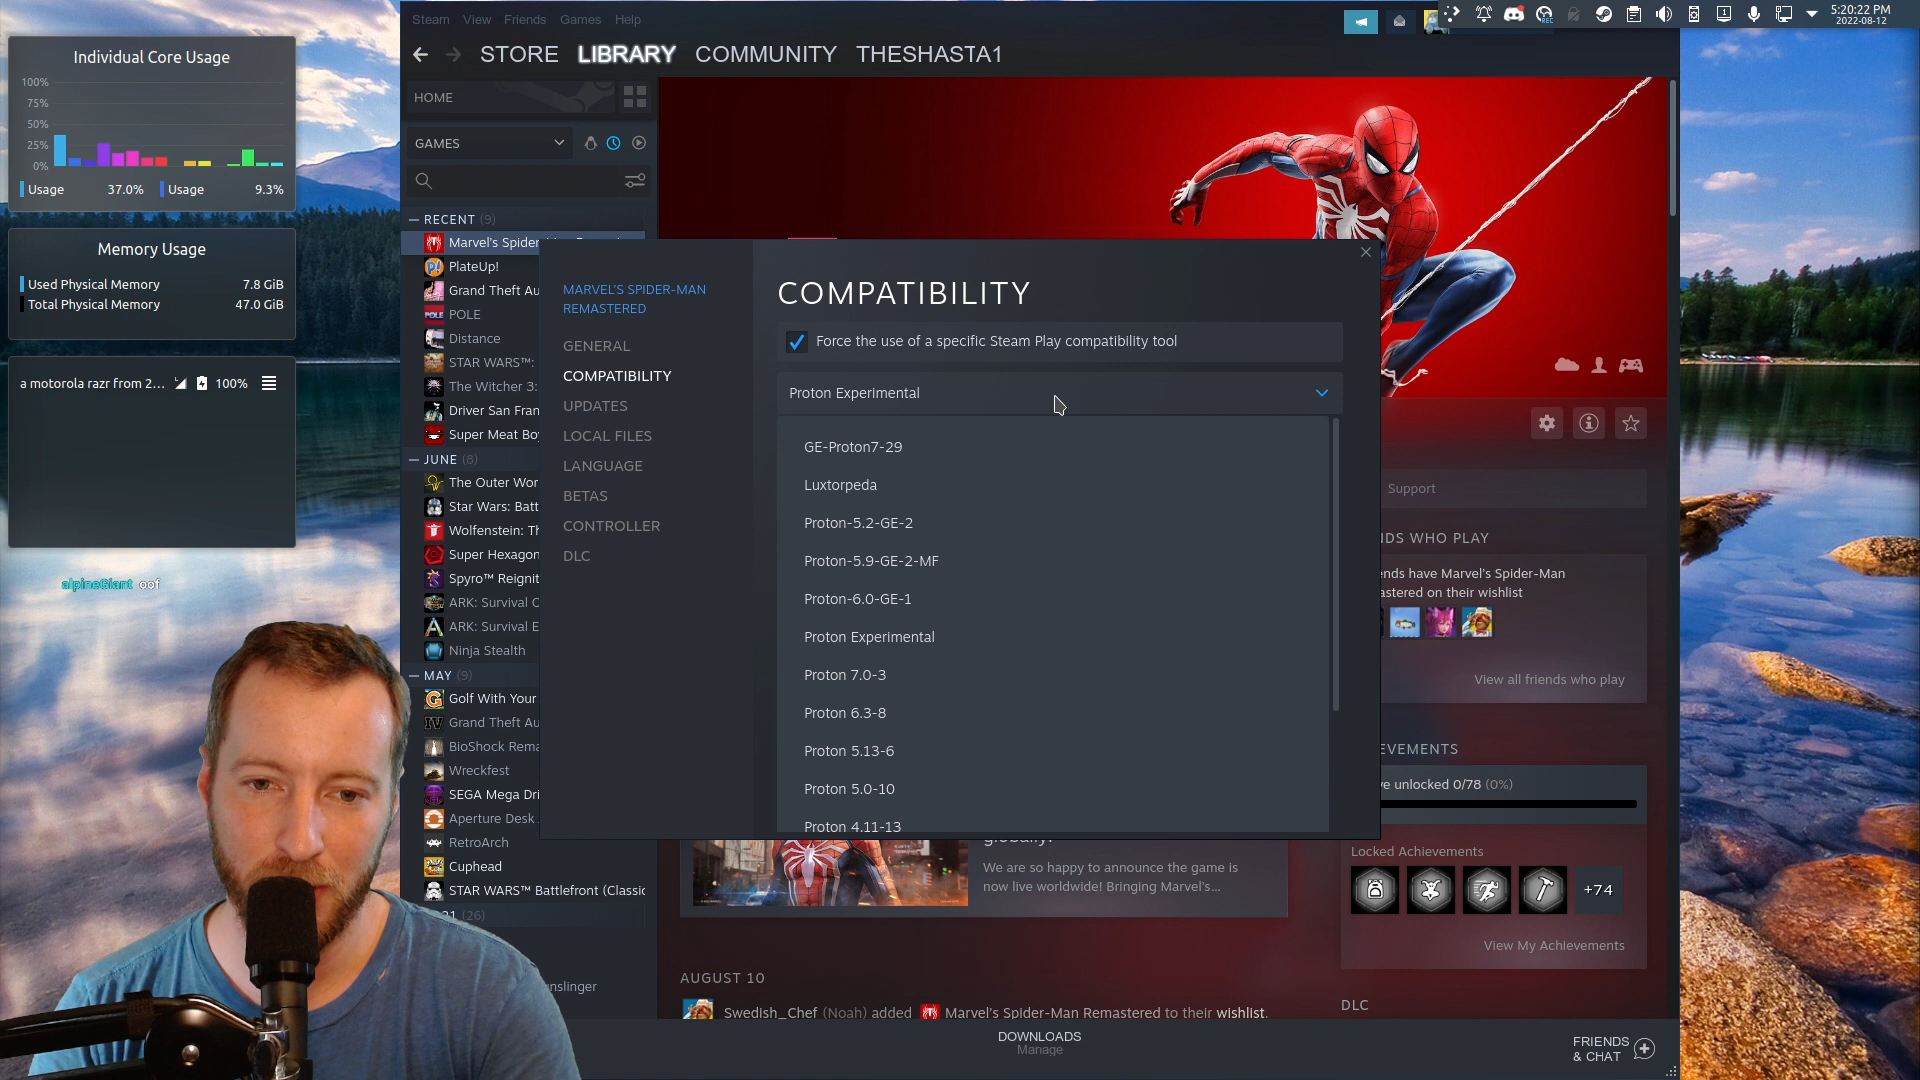 Steam View Friends Games Help
5:20:22 PM
2022-08-12
STORE LIBRARY COMMUNITY THESHASTA1
Individual Core Usage
100%
75%
50%
25%
0%
Usage 37.0% Usage 9.3%
Memory Usage
Used Physical Memory 7.8 GiB
Total Physical Memory 47.0 GiB
a motorola razr from 2... 100%
alpineGiant oof
HOME
GAMES
— RECENT (9)
Marvel's Spider
PlateUp!
Grand Theft Au
POLE
Distance
STAR WARS™:
The Witcher 3:
Driver San Fran
Super Meat Bo
— JUNE (8)
The Outer Wor
Star Wars: Batt
Wolfenstein: Th
Super Hexagon
Spyro™ Reignit
ARK: Survival O
ARK: Survival E
Ninja Stealth
— MAY (9)
Golf With Your
Grand Theft Au
BioShock Rema
Wreckfest
SEGA Mega Dri
Aperture Desk
RetroArch
Cuphead
STAR WARS™ Battlefront (Classic
21 (26)
nslinger
MARVEL'S SPIDER-MAN
REMASTERED
GENERAL
COMPATIBILITY
UPDATES
LOCAL FILES
LANGUAGE
BETAS
CONTROLLER
DLC
COMPATIBILITY
Force the use of a specific Steam Play compatibility tool
Proton Experimental
GE-Proton7-29
Luxtorpeda
Proton-5.2-GE-2
Proton-5.9-GE-2-MF
Proton-6.0-GE-1
Proton Experimental
Proton 7.0-3
Proton 6.3-8
Proton 5.13-6
Proton 5.0-10
Proton 4.11-13
Support
NDS WHO PLAY
ends have Marvel's Spider-Man
astered on their wishlist
View all friends who play
EVEMENTS
ve unlocked 0/78 (0%)
Locked Achievements
+74
View My Achievements
DLC
globally!
We are so happy to announce the game is
now live worldwide! Bringing Marvel's...
AUGUST 10
Swedish_Chef (Noah) added Marvel's Spider-Man Remastered to their wishlist.
DOWNLOADS
Manage
FRIENDS
& CHAT